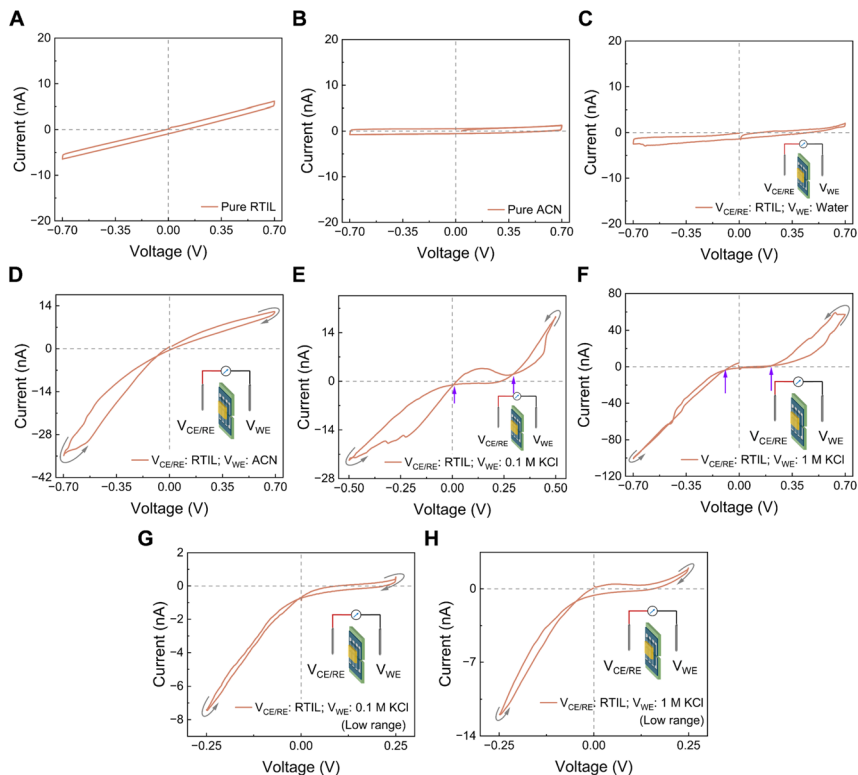 A
20
10
0
−10
−20
Current (nA)
−0.70
−0.35
0.00
0.35
0.70
Voltage (V)
Pure RTIL
B
20
10
0
−10
−20
Current (nA)
−0.70
−0.35
0.00
0.35
0.70
Voltage (V)
Pure ACN
C
20
10
0
−10
−20
Current (nA)
−0.70
−0.35
0.00
0.35
0.70
Voltage (V)
VCE/RE
VWE
VCE/RE: RTIL; VWE: Water
D
14
0
−14
−28
−42
Current (nA)
−0.70
−0.35
0.00
0.35
0.70
Voltage (V)
VCE/RE
VWE
VCE/RE: RTIL; VWE: ACN
E
28
14
0
−14
−28
Current (nA)
−0.50
−0.25
0.00
0.25
0.50
Voltage (V)
VCE/RE
VWE
VCE/RE: RTIL; VWE: 0.1 M KCl
F
80
40
0
−40
−80
−120
Current (nA)
−0.70
−0.35
0.00
0.35
0.70
Voltage (V)
VCE/RE
VWE
VCE/RE: RTIL; VWE: 1 M KCl
G
2
0
−2
−4
−6
−8
Current (nA)
−0.25
0.00
0.25
Voltage (V)
VCE/RE
VWE
VCE/RE: RTIL; VWE: 0.1 M KCl
(Low range)
H
0
−7
−14
Current (nA)
−0.25
0.00
0.25
Voltage (V)
VCE/RE
VWE
VCE/RE: RTIL; VWE: 1 M KCl
(Low range)